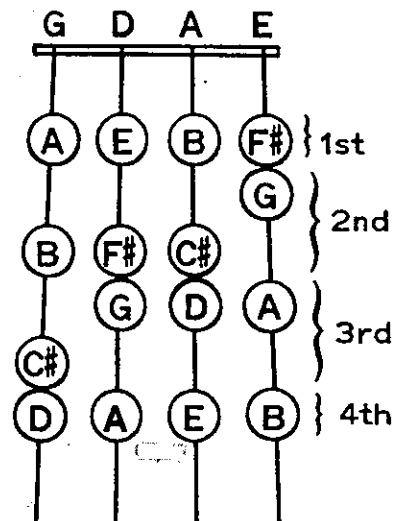 G D A E
A E B F# 1st
G
2nd
B F# C#
G D A
3rd
C#
D A E B 4th